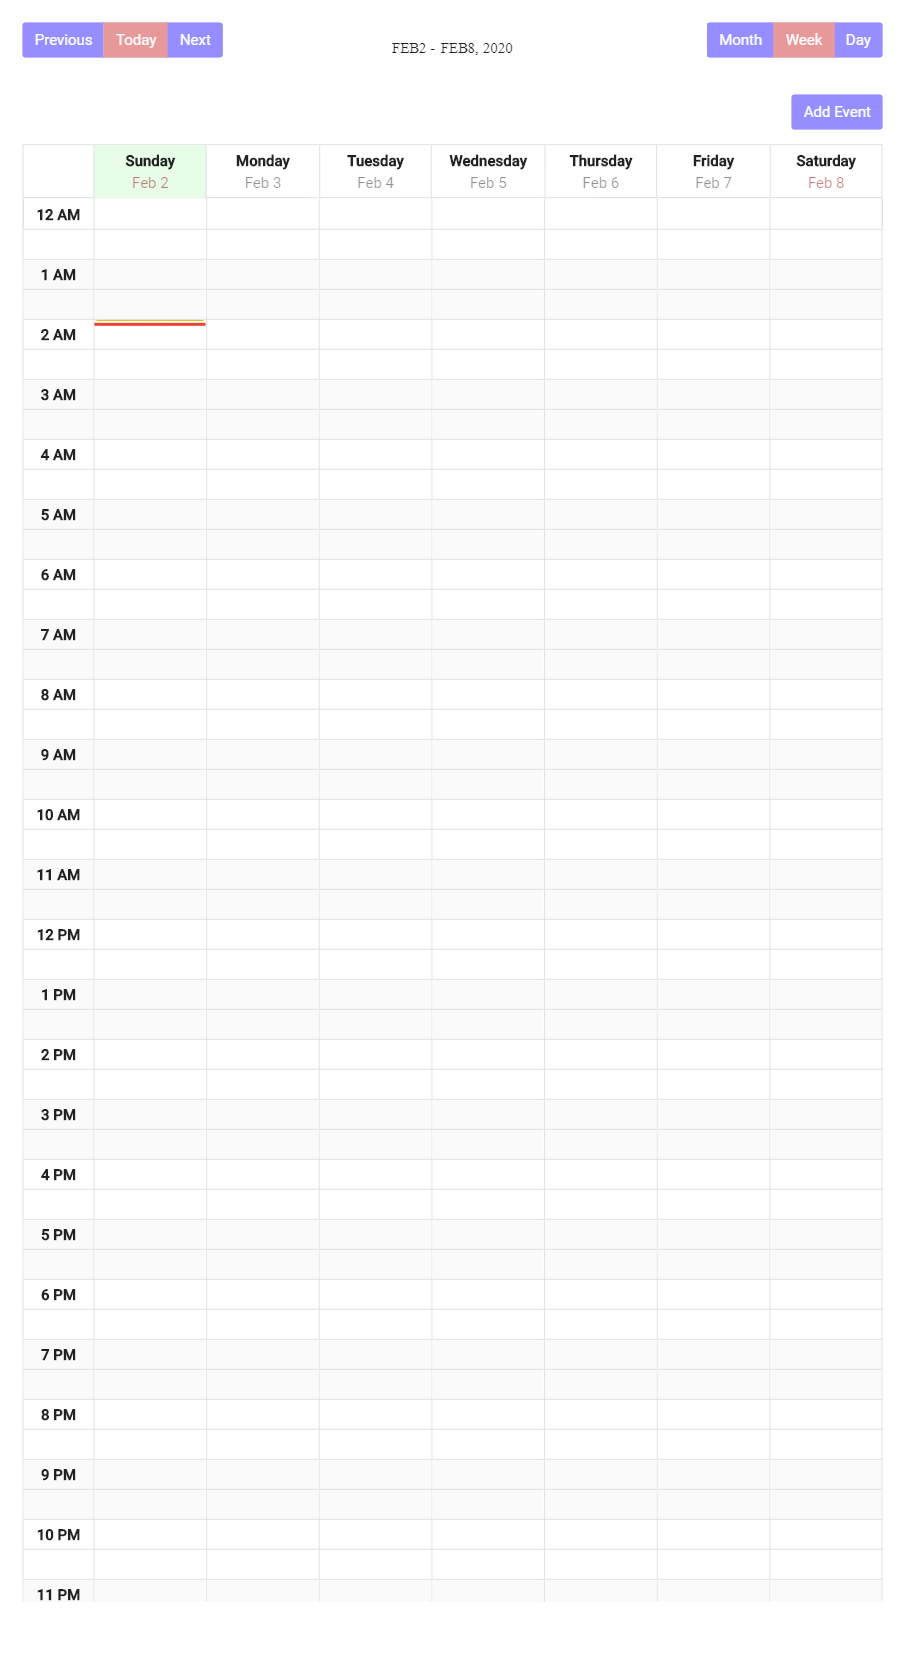 Previous Today Next
FEB2 - FEB8, 2020
Month Week Day
Add Event
Sunday Monday Tuesday Wednesday Thursday Friday Saturday
Feb 2 Feb 3 Feb 4 Feb 5 Feb 6 Feb 7 Feb 8
12 AM
1 AM
2 AM
3 AM
4 AM
5 AM
6 AM
7 AM
8 AM
9 AM
10 AM
11 AM
12 PM
1 PM
2 PM
3 PM
4 PM
5 PM
6 PM
7 PM
8 PM
9 PM
10 PM
11 PM